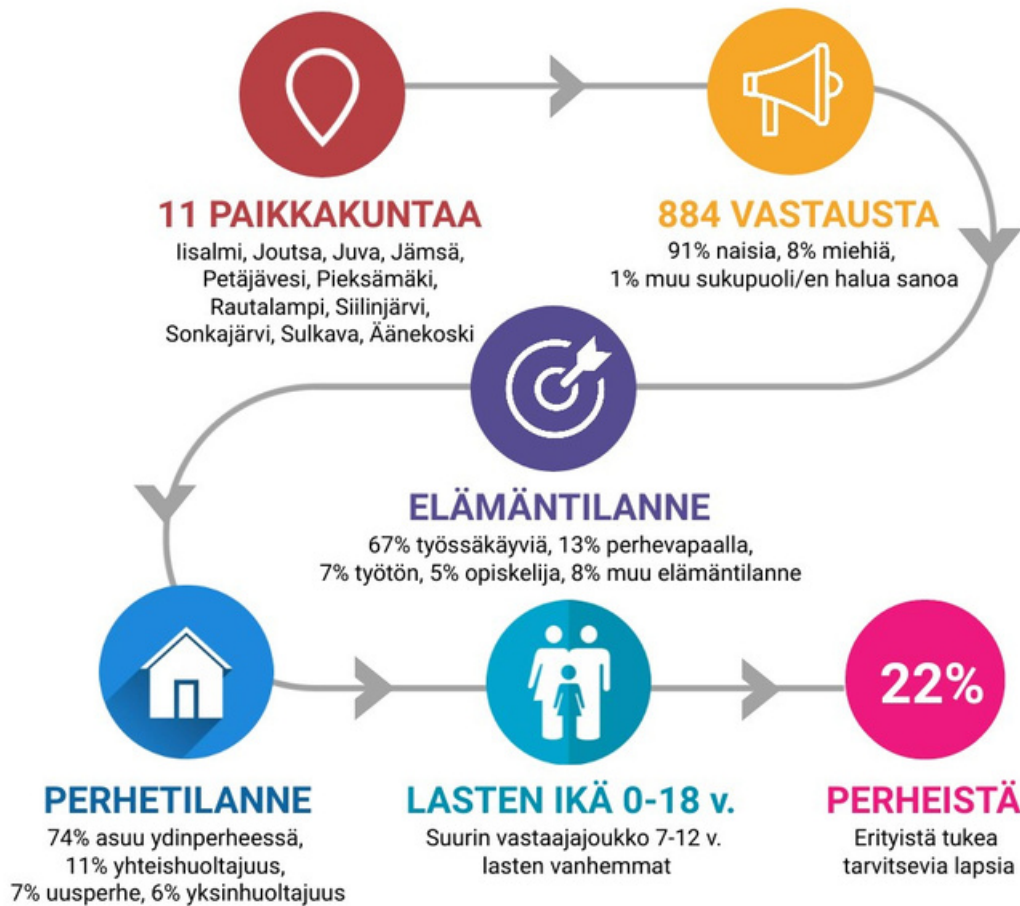 11 PAIKKAKUNTAA
Iisalmi, Joutsa, Juva, Jämsä,
Petäjävesi, Pieksämäki,
Rautalampi, Siilinjärvi,
Sonkajärvi, Sulkava, Äänekoski
884 VASTAUSTA
91% naisia, 8% miehiä,
1% muu sukupuoli/en halua sanoa
ELÄMÄNTILANNE
67% työssäkäyviä, 13% perhevapaalla,
7% työtön, 5% opiskelija, 8% muu elämäntilanne
PERHETILANNE
74% asuu ydinperheessä,
11% yhteishuoltajuus,
7% uusperhe, 6% yksinhuoltajuus
LASTEN IKÄ 0-18 v.
Suurin vastaajajoukko 7-12 v.
lasten vanhemmat
22%
PERHEISTÄ
Erityistä tukea
tarvitsevia lapsia